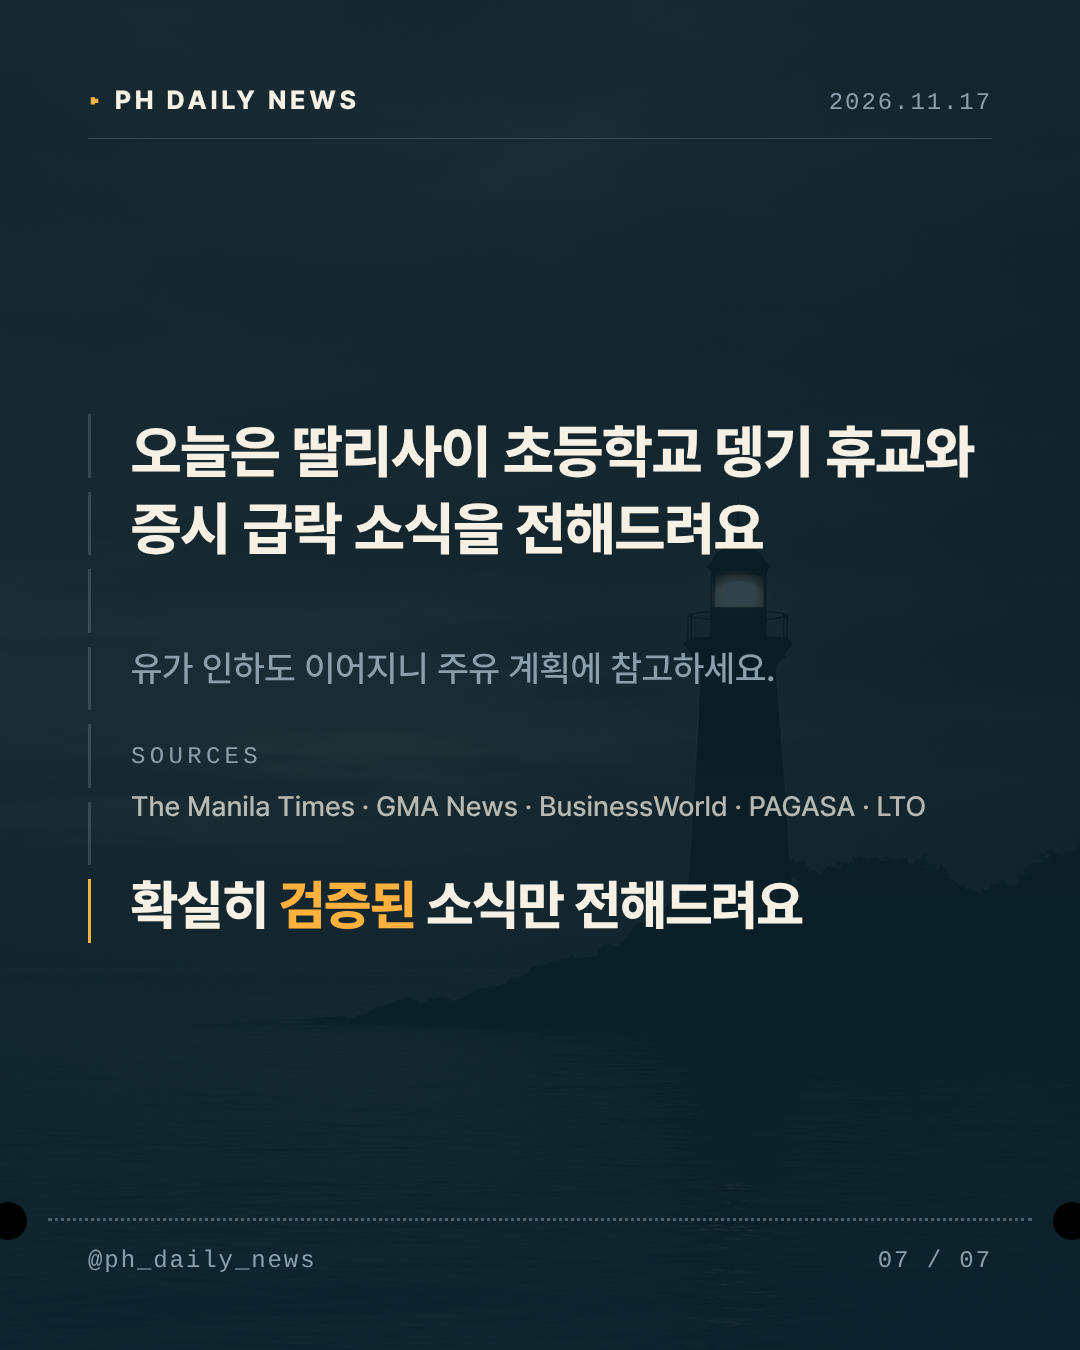 PH DAILY NEWS
2026.11.17
오늘은 딸리사이 초등학교 뎅기 휴교와
증시 급락 소식을 전해드려요
유가 인하도 이어지니 주유 계획에 참고하세요.
SOURCES
The Manila Times · GMA News · BusinessWorld · PAGASA · LTO
확실히 검증된 소식만 전해드려요
@ph_daily_news
07 / 07